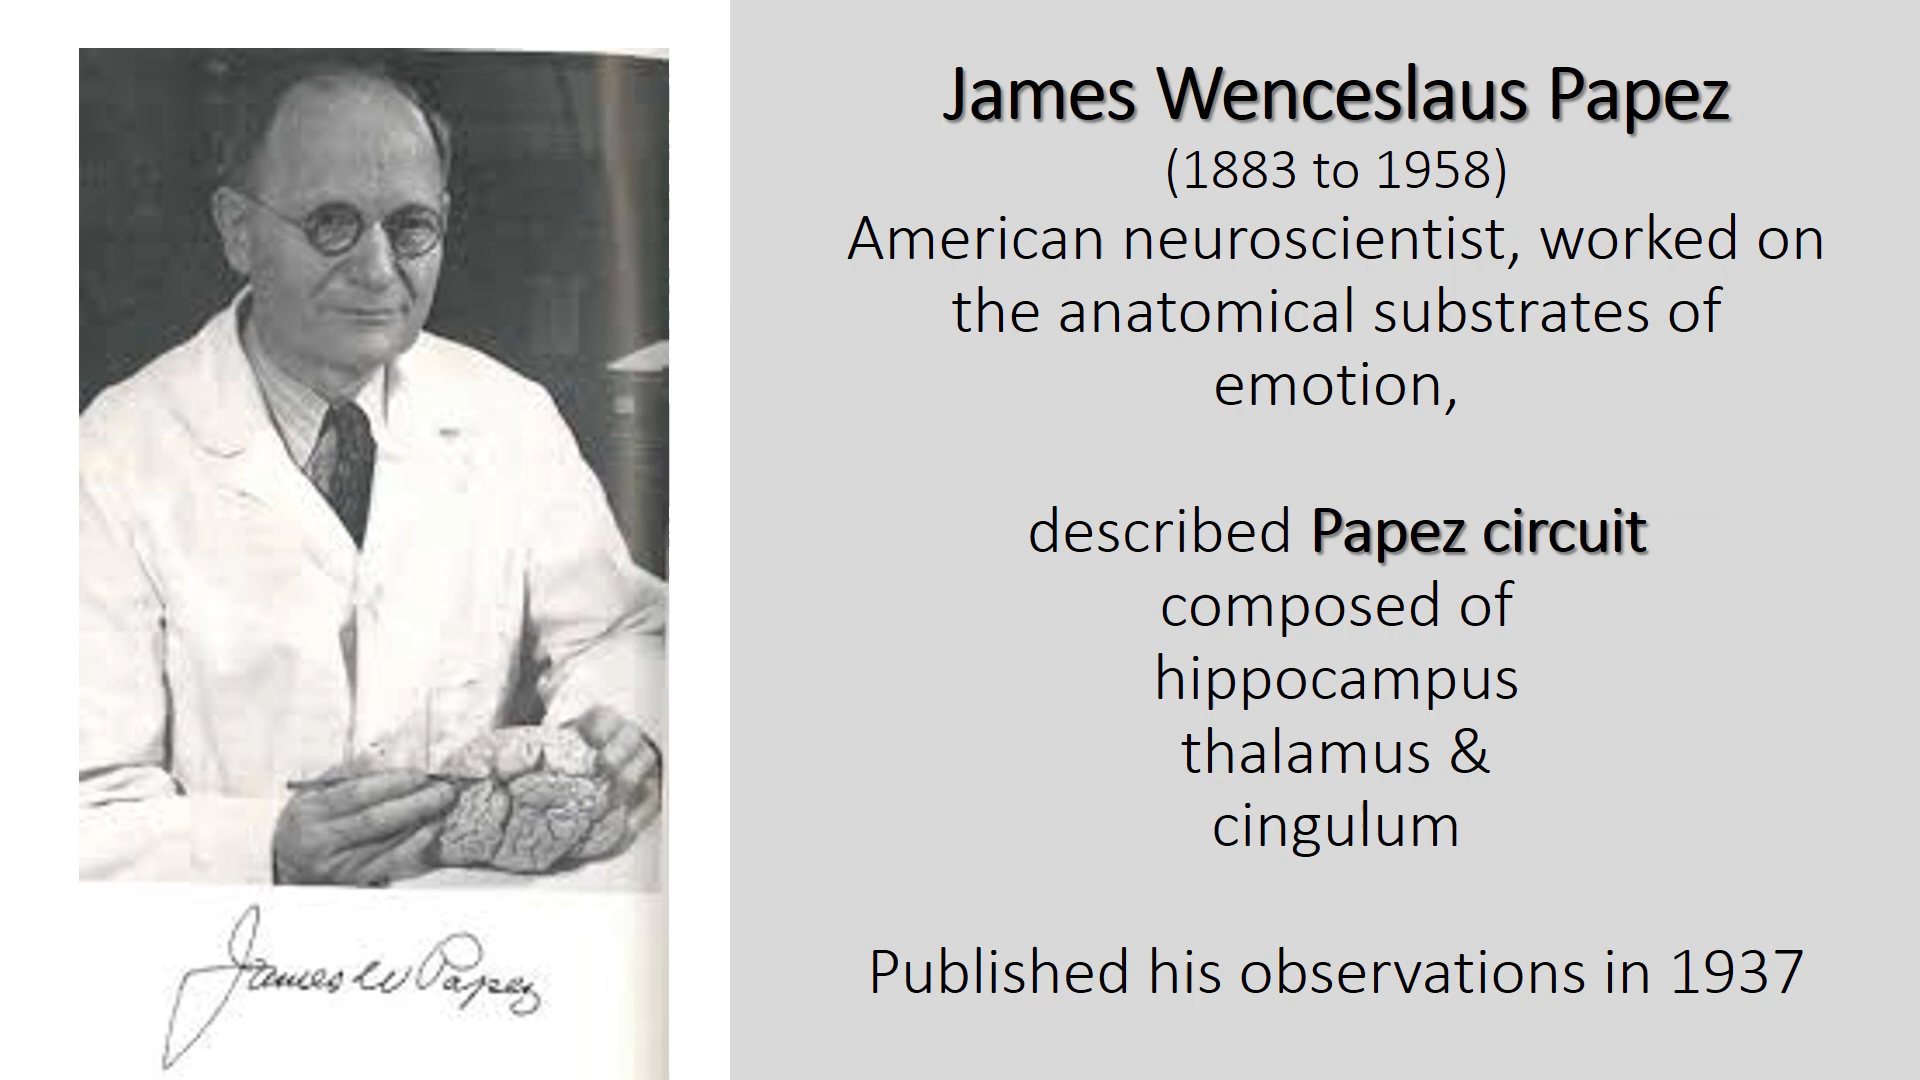 James Wenceslaus Papez
(1883 to 1958)
American neuroscientist, worked on
the anatomical substrates of
emotion,
described Papez circuit
composed of
hippocampus
thalamus &
cingulum
Published his observations in 1937
James W Papez